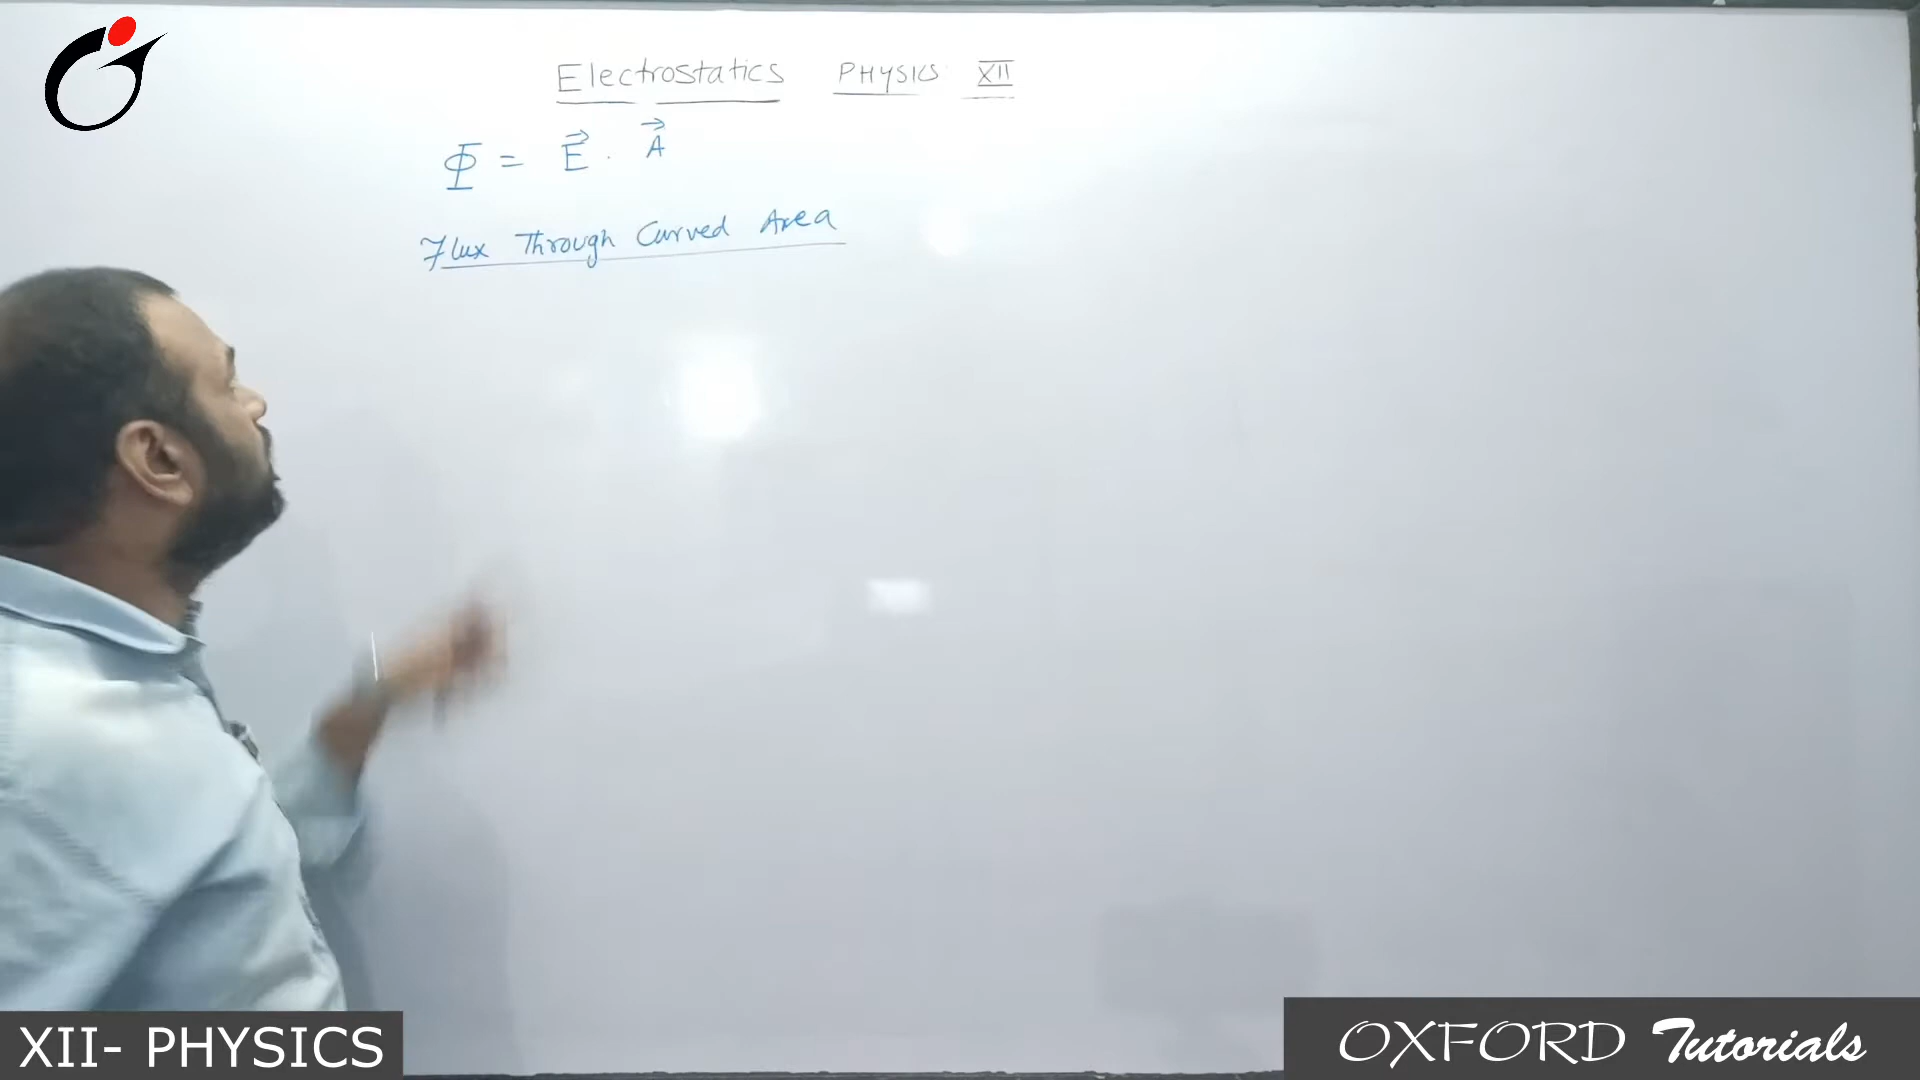 Electrostatics PHYSICS XII
Φ = E⃗ . A⃗
Flux Through Curved Area
XII- PHYSICS
OXFORD Tutorials